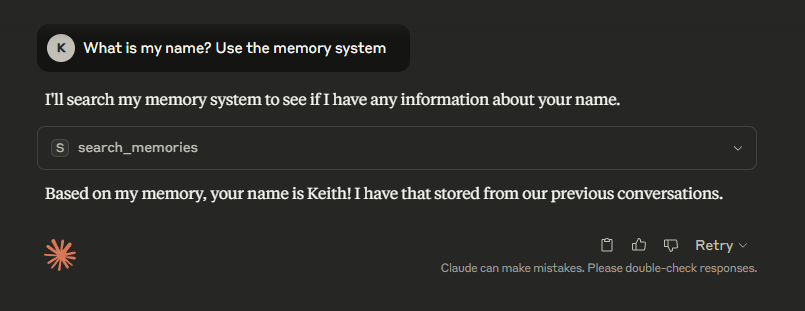 K What is my name? Use the memory system
I'll search my memory system to see if I have any information about your name.
S search_memories
Based on my memory, your name is Keith! I have that stored from our previous conversations.
Retry
Claude can make mistakes. Please double-check responses.